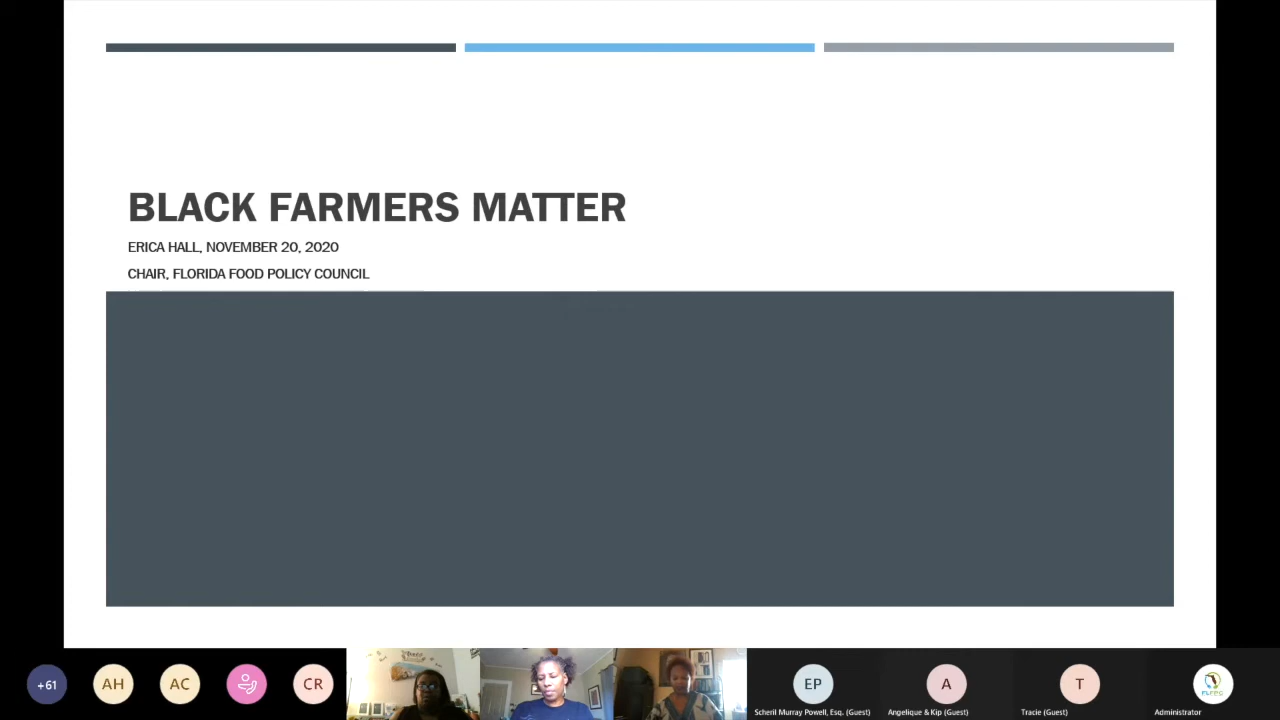 BLACK FARMERS MATTER
ERICA HALL, NOVEMBER 20, 2020
CHAIR, FLORIDA FOOD POLICY COUNCIL
+61
AH
AC
CR
EP
A
T
FLFPC
Scheril Murray Powell, Esq. (Guest)
Angelique & Kip (Guest)
Tracie (Guest)
Administrator